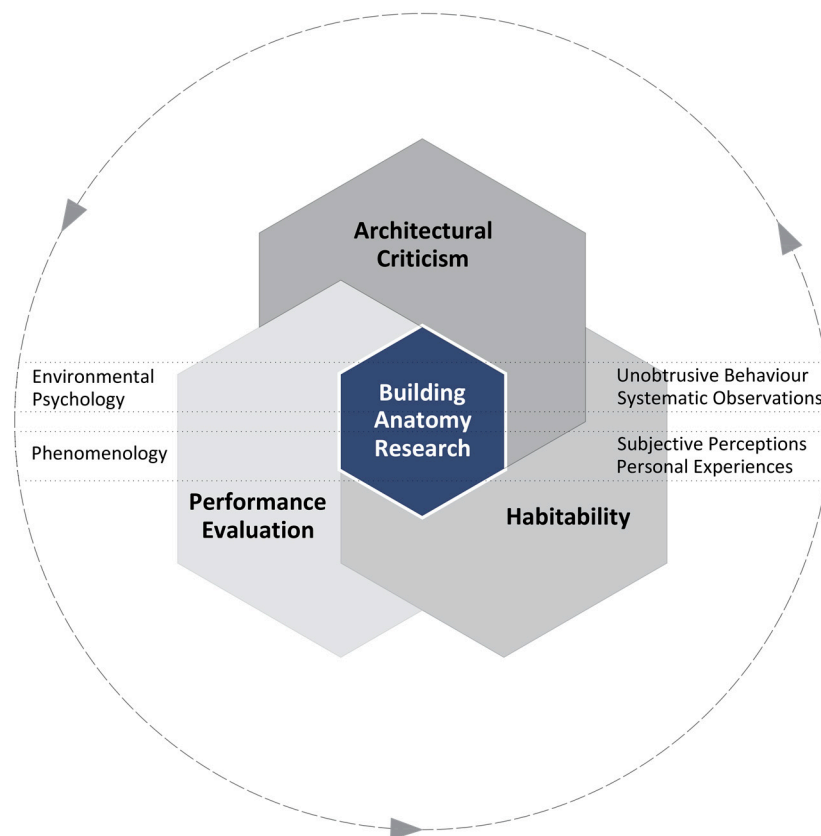 Architectural
Criticism
Environmental
Psychology
Unobtrusive Behaviour
Systematic Observations
Building
Anatomy
Research
Phenomenology
Subjective Perceptions
Personal Experiences
Performance
Evaluation
Habitability